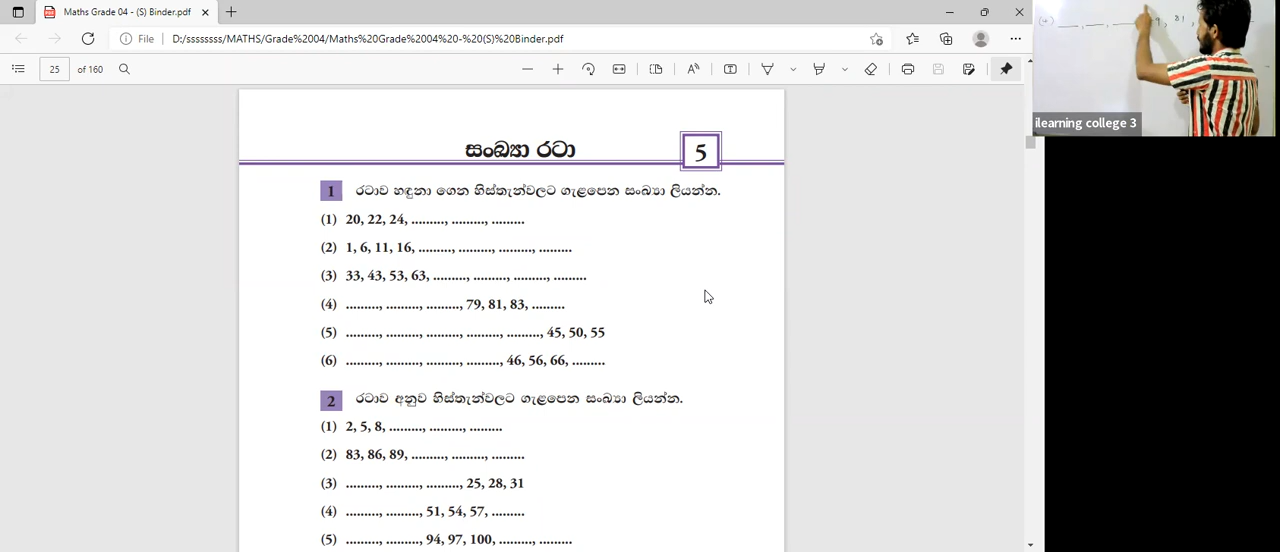 Maths Grade 04 - (S) Binder.pdf
File D:/ssssssss/MATHS/Grade%2004/Maths%20Grade%2004%20-%20(S)%20Binder.pdf
25 of 160
සංඛ්‍යා රටා 5
1 රටාව හඳුනා ගෙන හිස්තැන්වලට ගැළපෙන සංඛ්‍යා ලියන්න.
(1) 20, 22, 24, ........., ........., .........
(2) 1, 6, 11, 16, ........., ........., ........., .........
(3) 33, 43, 53, 63, ........., ........., ........., .........
(4) ........., ........., ........., 79, 81, 83, .........
(5) ........., ........., ........., ........., ........., 45, 50, 55
(6) ........., ........., ........., ........., 46, 56, 66, .........
2 රටාව අනුව හිස්තැන්වලට ගැළපෙන සංඛ්‍යා ලියන්න.
(1) 2, 5, 8, ........., ........., .........
(2) 83, 86, 89, ........., ........., .........
(3) ........., ........., ........., 25, 28, 31
(4) ........., ........., 51, 54, 57, .........
(5) ........., ........., 94, 97, 100, ........., .........
81
ilearning college 3